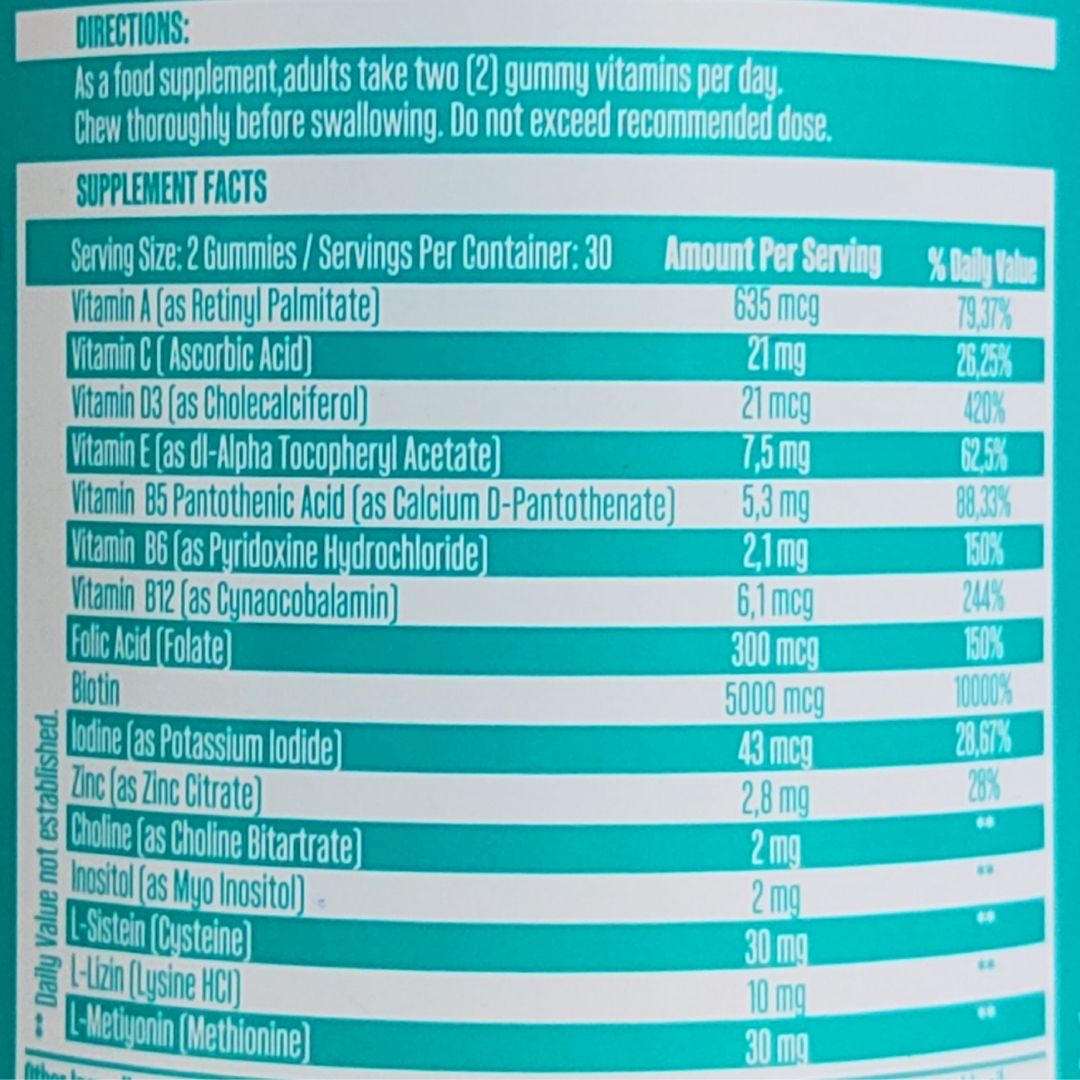 DIRECTIONS:
As a food supplement,adults take two (2) gummy vitamins per day.
Chew thoroughly before swallowing. Do not exceed recommended dose.
SUPPLEMENT FACTS
Serving Size: 2 Gummies / Servings Per Container: 30 Amount Per Serving % Daily Value
Vitamin A (as Retinyl Palmitate) 635 mcg 79,37%
Vitamin C ( Ascorbic Acid) 21 mg 26,25%
Vitamin D3 (as Cholecalciferol) 21 mcg 420%
Vitamin E (as dl-Alpha Tocopheryl Acetate) 7,5 mg 62,5%
Vitamin B5 Pantothenic Acid (as Calcium D-Pantothenate) 5,3 mg 88,33%
Vitamin B6 (as Pyridoxine Hydrochloride) 2,1 mg 150%
Vitamin B12 (as Cynaocobalamin) 6,1 mcg 244%
Folic Acid (Folate) 300 mcg 150%
Biotin 5000 mcg 10000%
Iodine (as Potassium Iodide) 43 mcg 28,67%
Zinc (as Zinc Citrate) 2,8 mg 28%
Choline (as Choline Bitartrate) 2 mg **
Inositol (as Myo Inositol) 2 mg **
L-Sistein (Cysteine) 30 mg **
L-Lizin (Lysine HCl) 10 mg **
L-Metiyonin (Methionine) 30 mg **
** Daily Value not established.